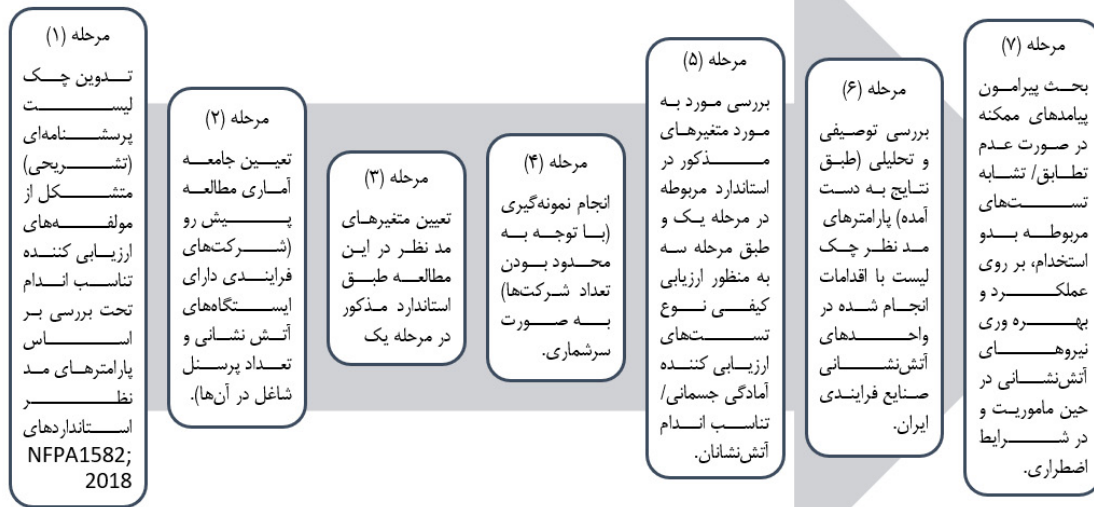 مرحله (۱)
تدوین چک
لیست
پرسشنامه‌ای
(تشریحی)
متشکل از
مولفه‌های
ارزیابی کننده
تناسب اندام
تحت بررسی بر
اساس
پارامترهای مد
نظر
استانداردهای
NFPA1582;
2018
مرحله (۲)
تعیین جامعه
آماری مطالعه
پیش رو
(شرکت‌های
فرایندی دارای
ایستگاه‌های
آتش نشانی و
تعداد پرسنل
شاغل در آن‌ها).
مرحله (۳)
تعیین متغیرهای
مد نظر در این
مطالعه طبق
استاندارد مذکور
در مرحله یک
مرحله (۴)
انجام نمونه‌گیری
(با توجه به
محدود بودن
تعداد شرکت‌ها)
به صورت
سرشماری.
مرحله (۵)
بررسی مورد به
مورد متغیرهای
مذکور در
استاندارد مربوطه
در مرحله یک و
طبق مرحله سه
به منظور ارزیابی
کیفی نوع
تست‌های
ارزیابی کننده
آمادگی جسمانی/
تناسب اندام
آتش‌نشانان.
مرحله (۶)
بررسی توصیفی
و تحلیلی (طبق
نتایج به دست
آمده) پارامترهای
مد نظر چک
لیست با اقدامات
انجام شده در
واحدهای
آتش‌نشانی
صنایع فرایندی
ایران.
مرحله (۷)
بحث پیرامون
پیامدهای ممکنه
در صورت عدم
تطابق/ تشابه
تست‌های
مربوطه بدو
استخدام، بر روی
عملکرد و
بهره وری
نیروهای
آتش‌نشانی در
حین ماموریت و
در شرایط
اضطراری.